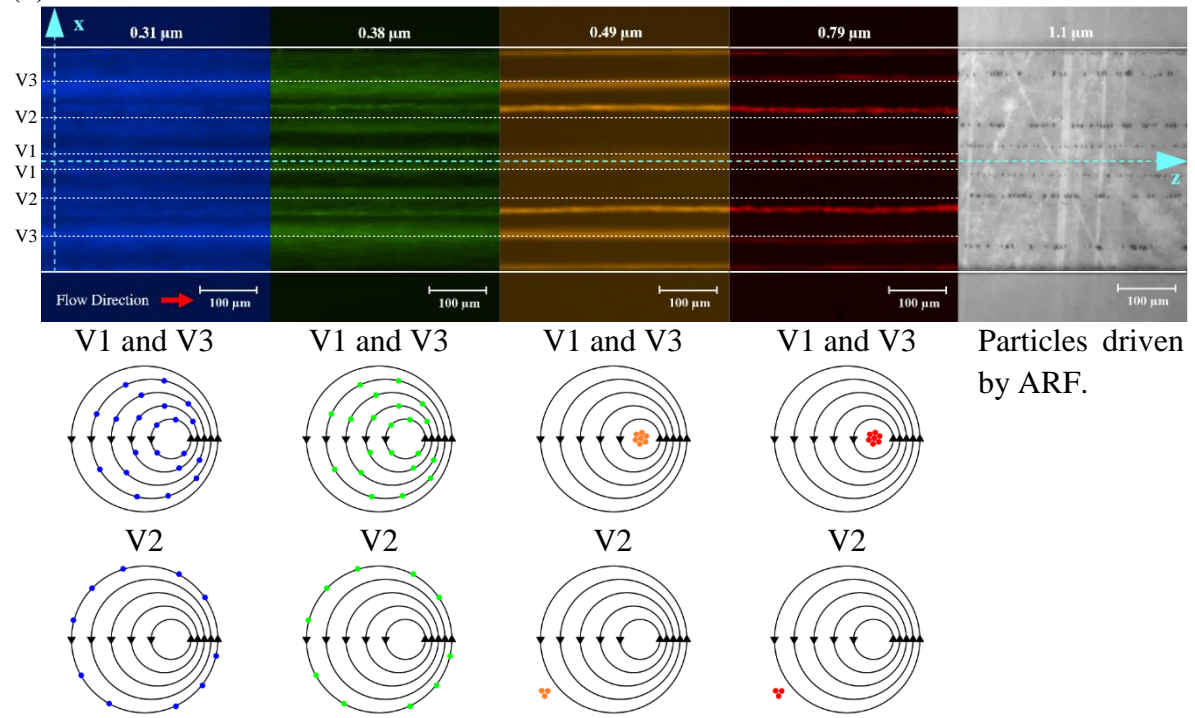 x
0.31 µm
0.38 µm
0.49 µm
0.79 µm
1.1 µm
V3
V2
V1
V1
V2
V3
z
Flow Direction
100 µm
100 µm
100 µm
100 µm
100 µm
V1 and V3
V1 and V3
V1 and V3
V1 and V3
Particles driven
by ARF.
V2
V2
V2
V2